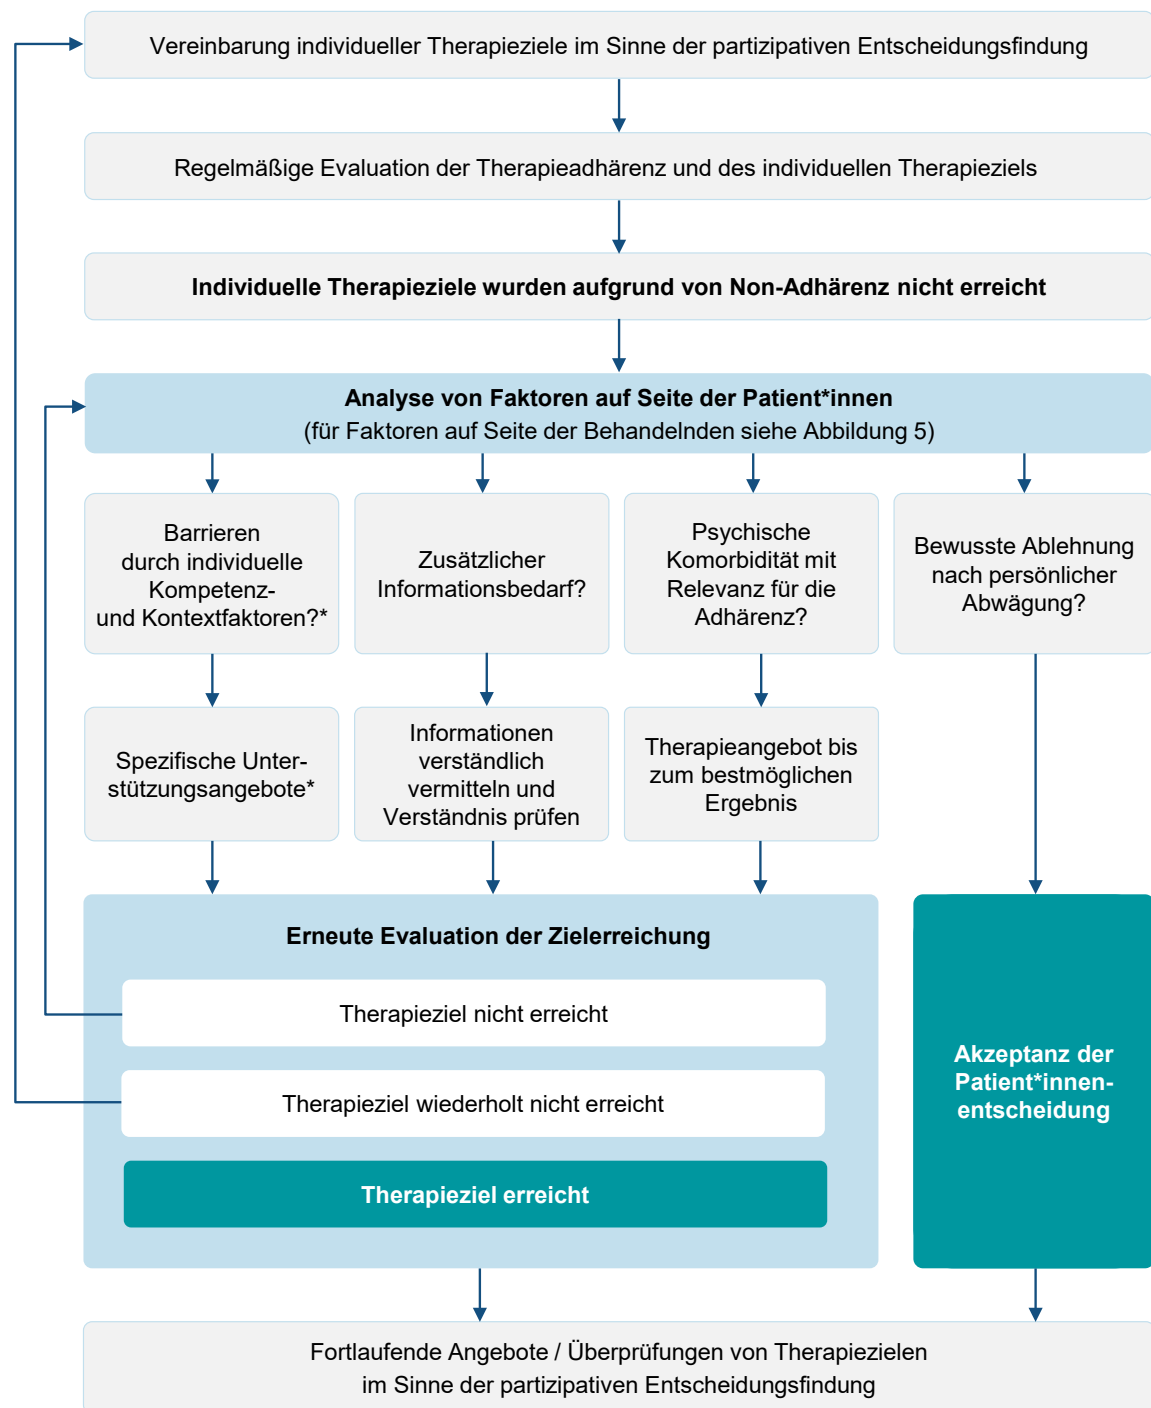 Vereinbarung individueller Therapieziele im Sinne der partizipativen Entscheidungsfindung
Regelmäßige Evaluation der Therapieadhärenz und des individuellen Therapieziels
Individuelle Therapieziele wurden aufgrund von Non-Adhärenz nicht erreicht
Analyse von Faktoren auf Seite der Patient*innen
(für Faktoren auf Seite der Behandelnden siehe Abbildung 5)
Barrieren
durch individuelle
Kompetenz-
und Kontextfaktoren?*
Zusätzlicher
Informationsbedarf?
Psychische
Komorbidität mit
Relevanz für die
Adhärenz?
Bewusste Ablehnung
nach persönlicher
Abwägung?
Spezifische Unter-
stützungsangebote*
Informationen
verständlich
vermitteln und
Verständnis prüfen
Therapieangebot bis
zum bestmöglichen
Ergebnis
Erneute Evaluation der Zielerreichung
Therapieziel nicht erreicht
Therapieziel wiederholt nicht erreicht
Therapieziel erreicht
Akzeptanz der
Patient*innen-
entscheidung
Fortlaufende Angebote / Überprüfungen von Therapiezielen
im Sinne der partizipativen Entscheidungsfindung